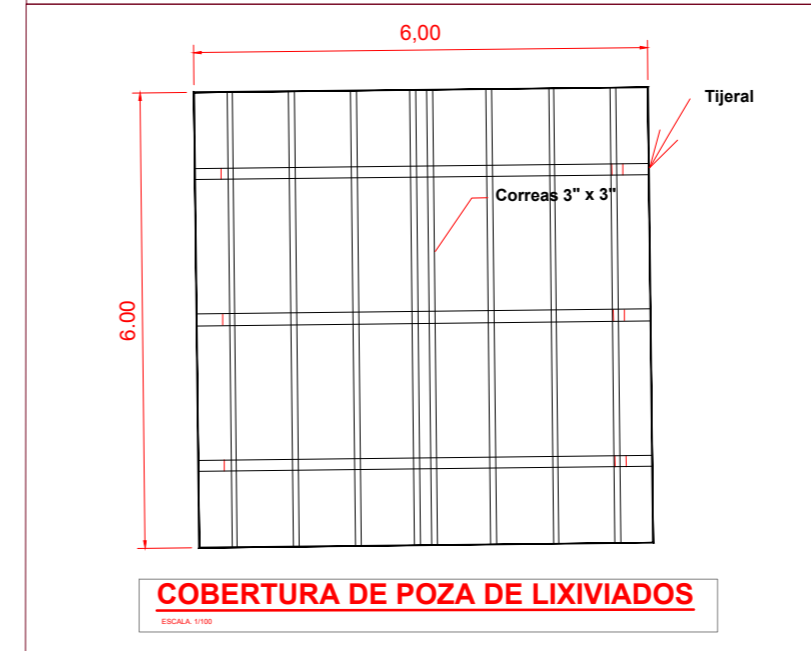 6,00
Tijeral
Correas 3" x 3"
6.00
COBERTURA DE POZA DE LIXIVIADOS
ESCALA. 1/100